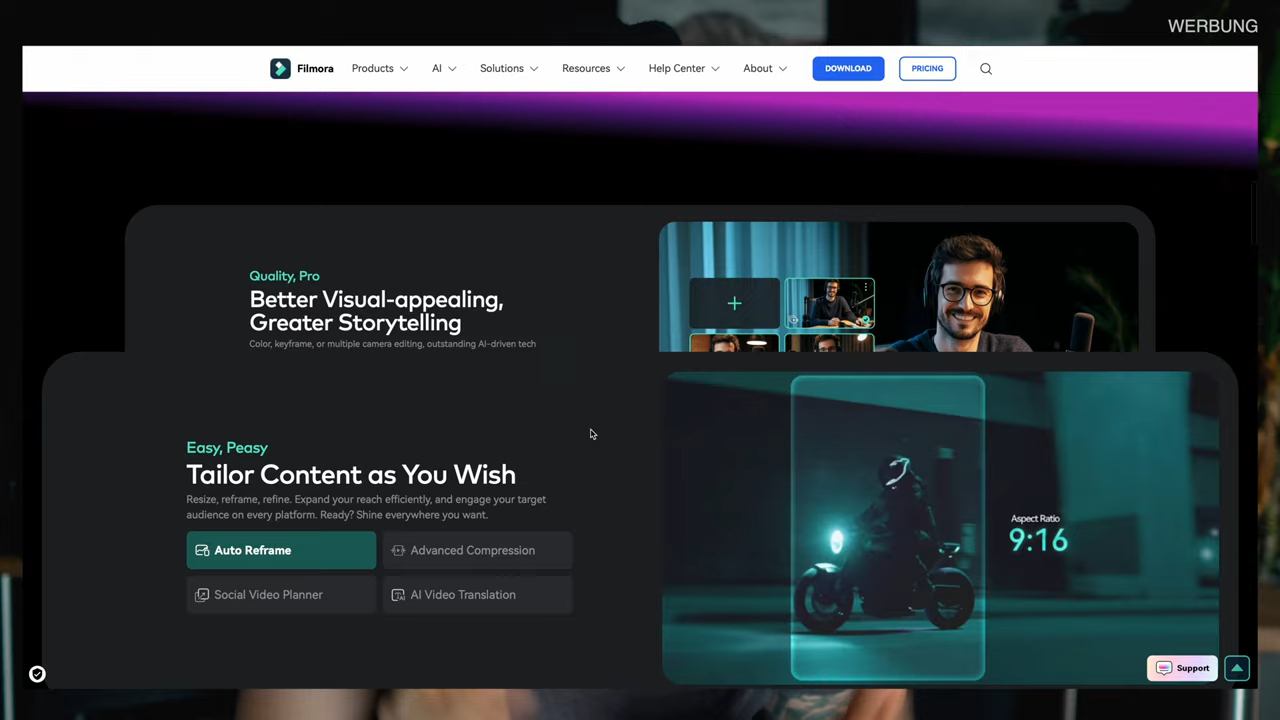 WERBUNG
Filmora
Products
AI
Solutions
Resources
Help Center
About
DOWNLOAD
PRICING
Quality, Pro
Better Visual-appealing,
Greater Storytelling
Color, keyframe, or multiple camera editing, outstanding AI-driven tech
Easy, Peasy
Tailor Content as You Wish
Resize, reframe, refine. Expand your reach efficiently, and engage your target
audience on every platform. Ready? Shine everywhere you want.
Auto Reframe
Advanced Compression
Social Video Planner
AI Video Translation
Aspect Ratio
9:16
Support